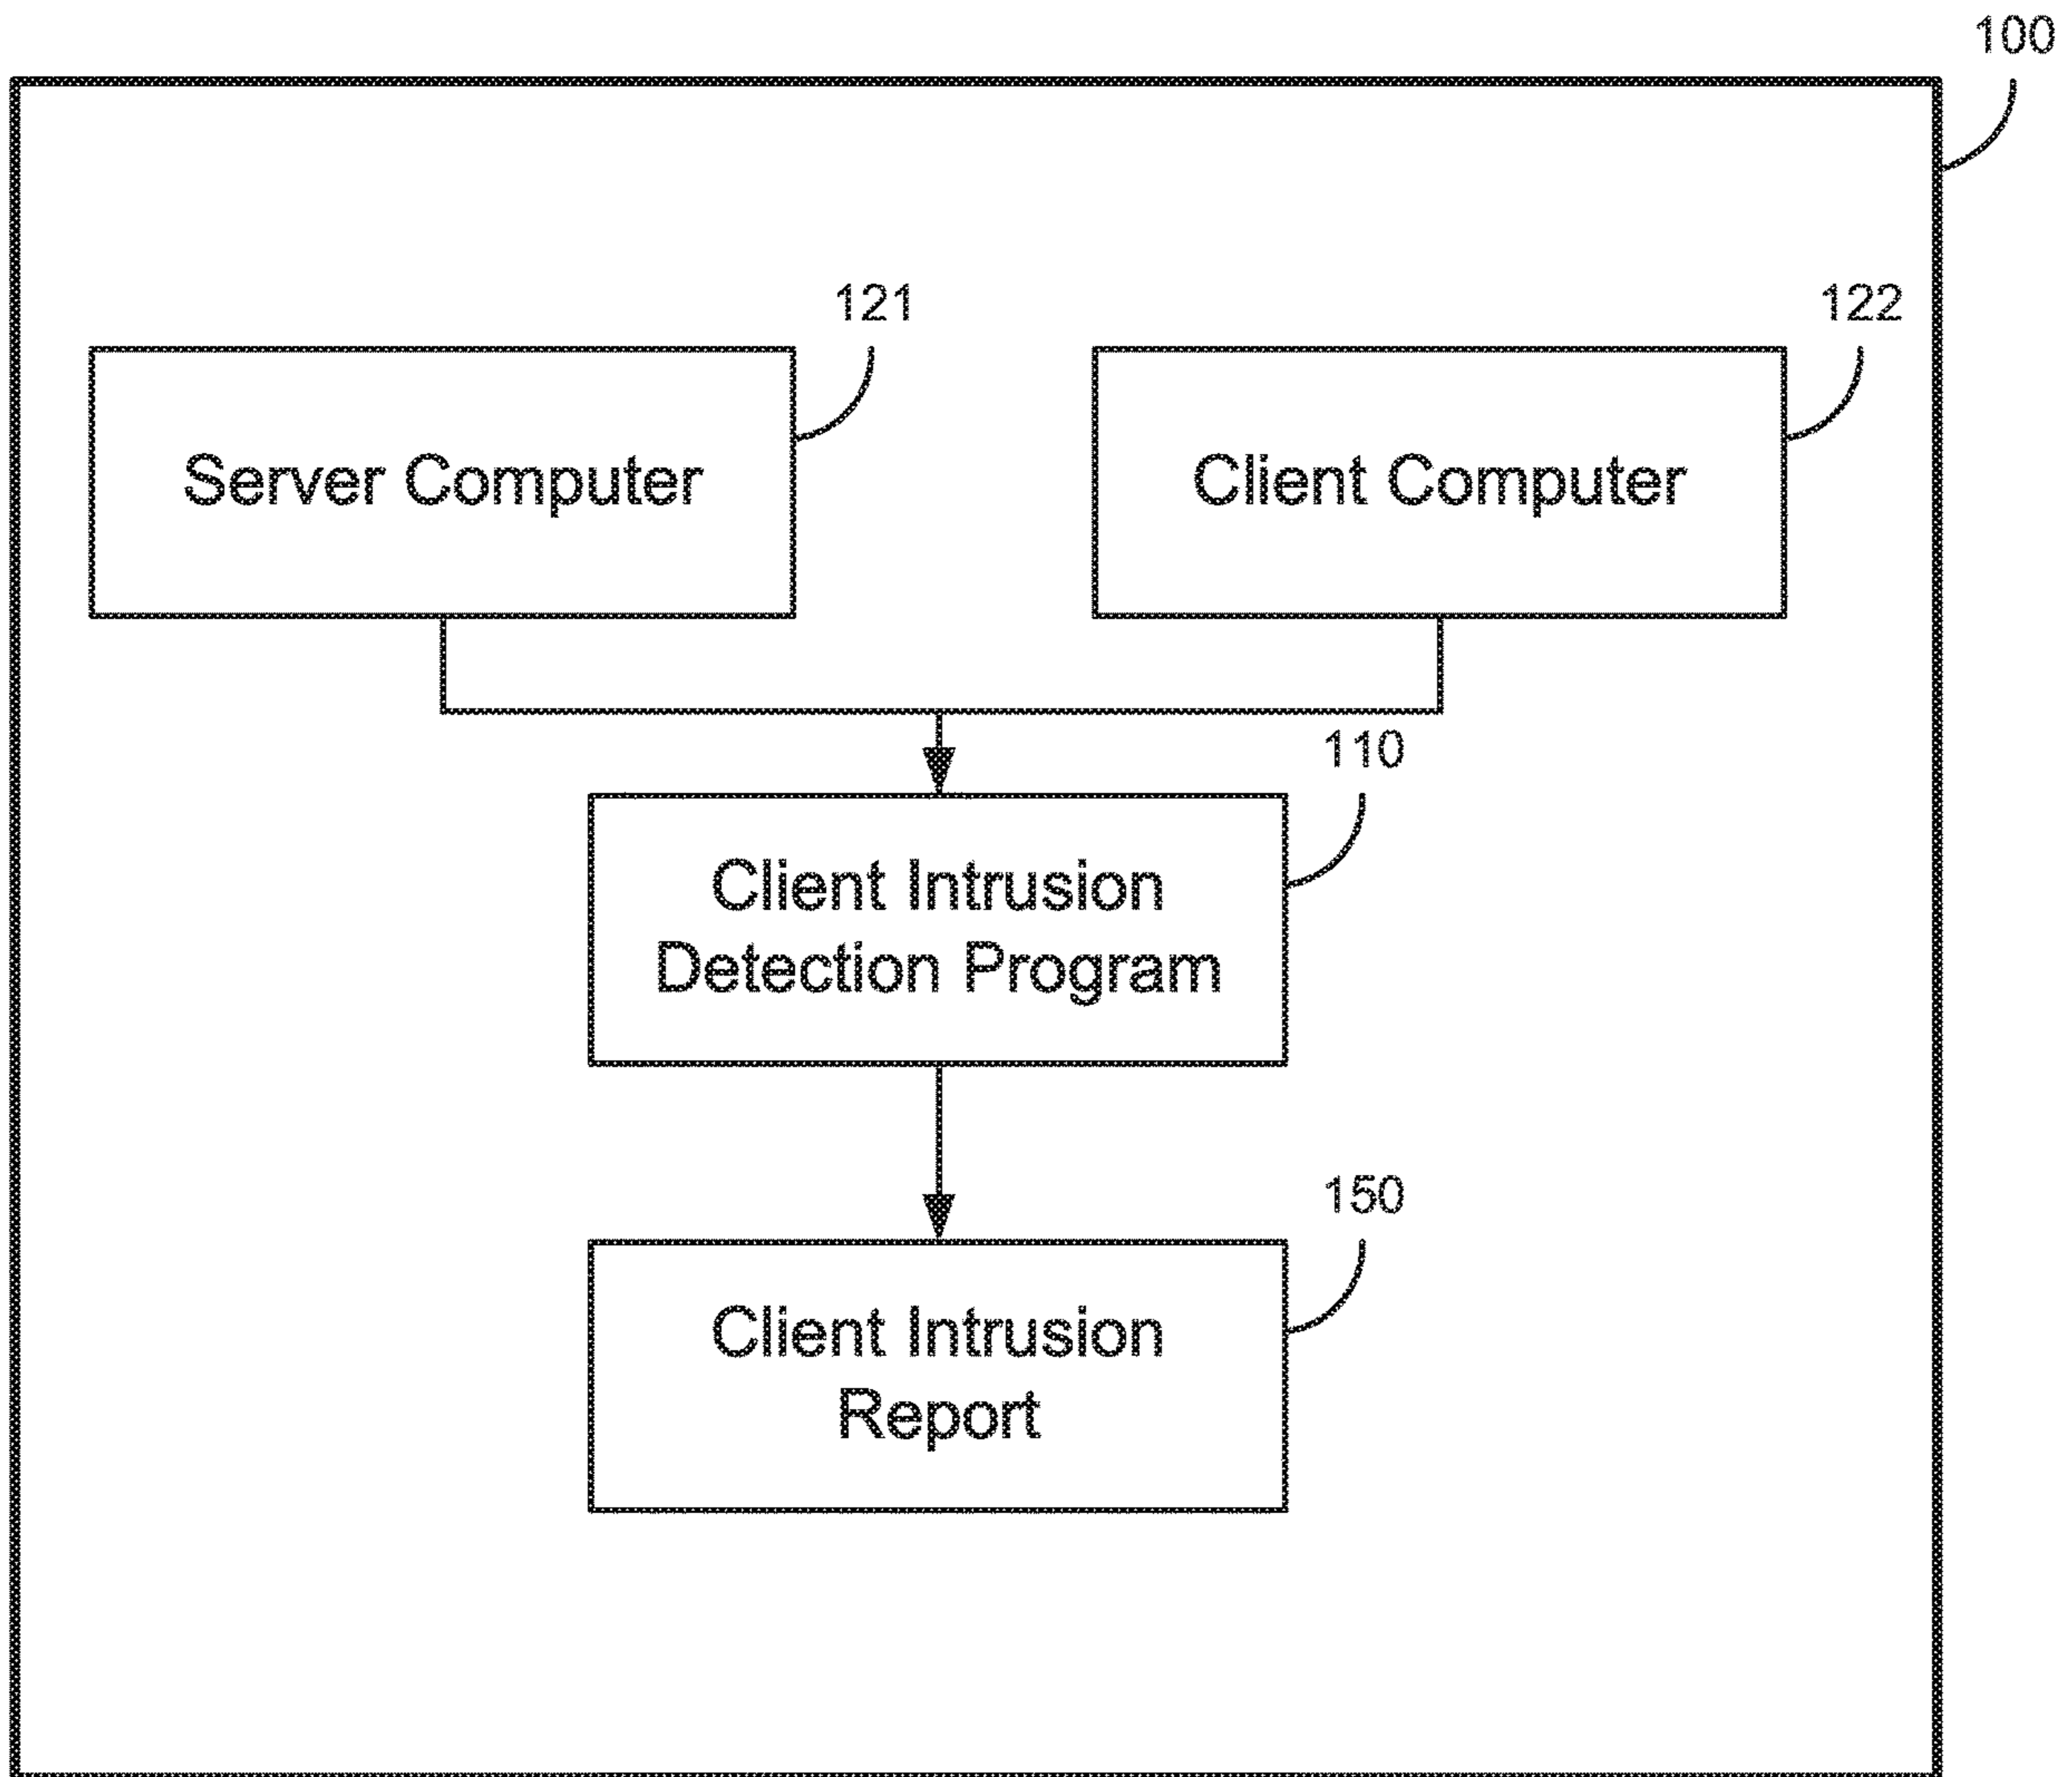 100
121
122
Server Computer
Client Computer
110
Client Intrusion
Detection Program
150
Client Intrusion
Report